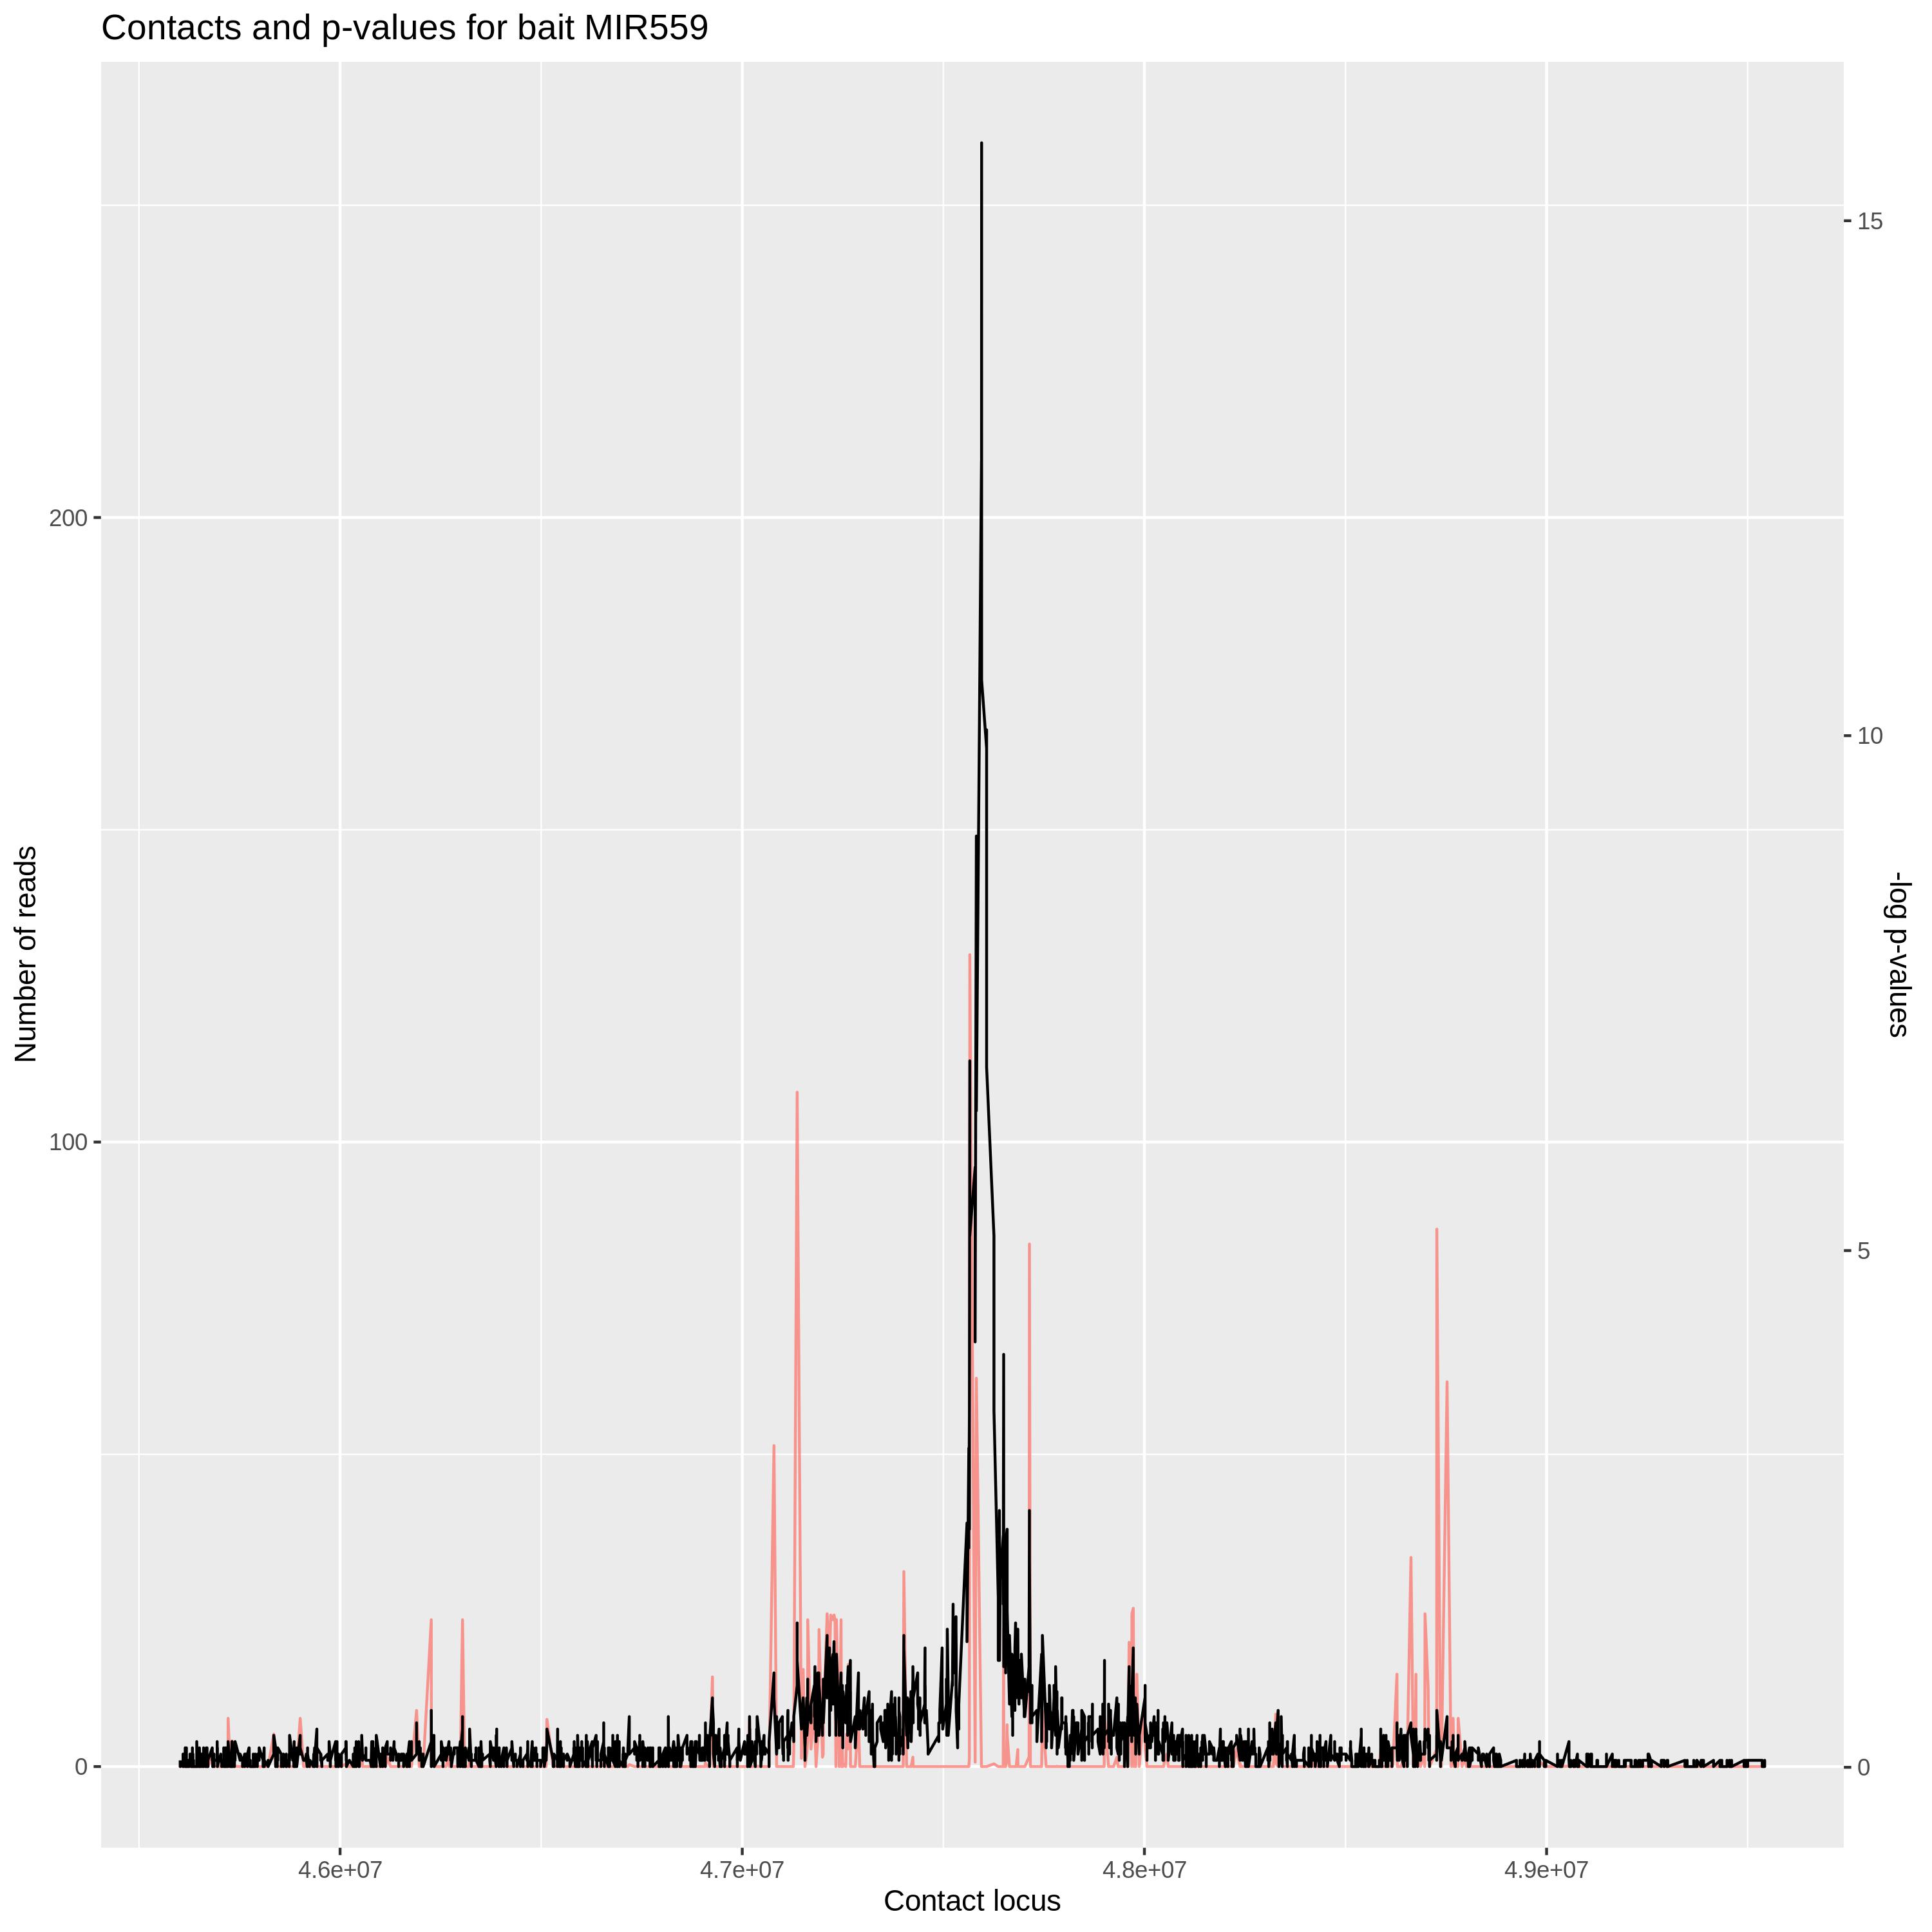 Contacts and p-values for bait MIR559
Number of reads
200
100
0
15
10
5
0
-log p-values
4.6e+07
4.7e+07
4.8e+07
4.9e+07
Contact locus